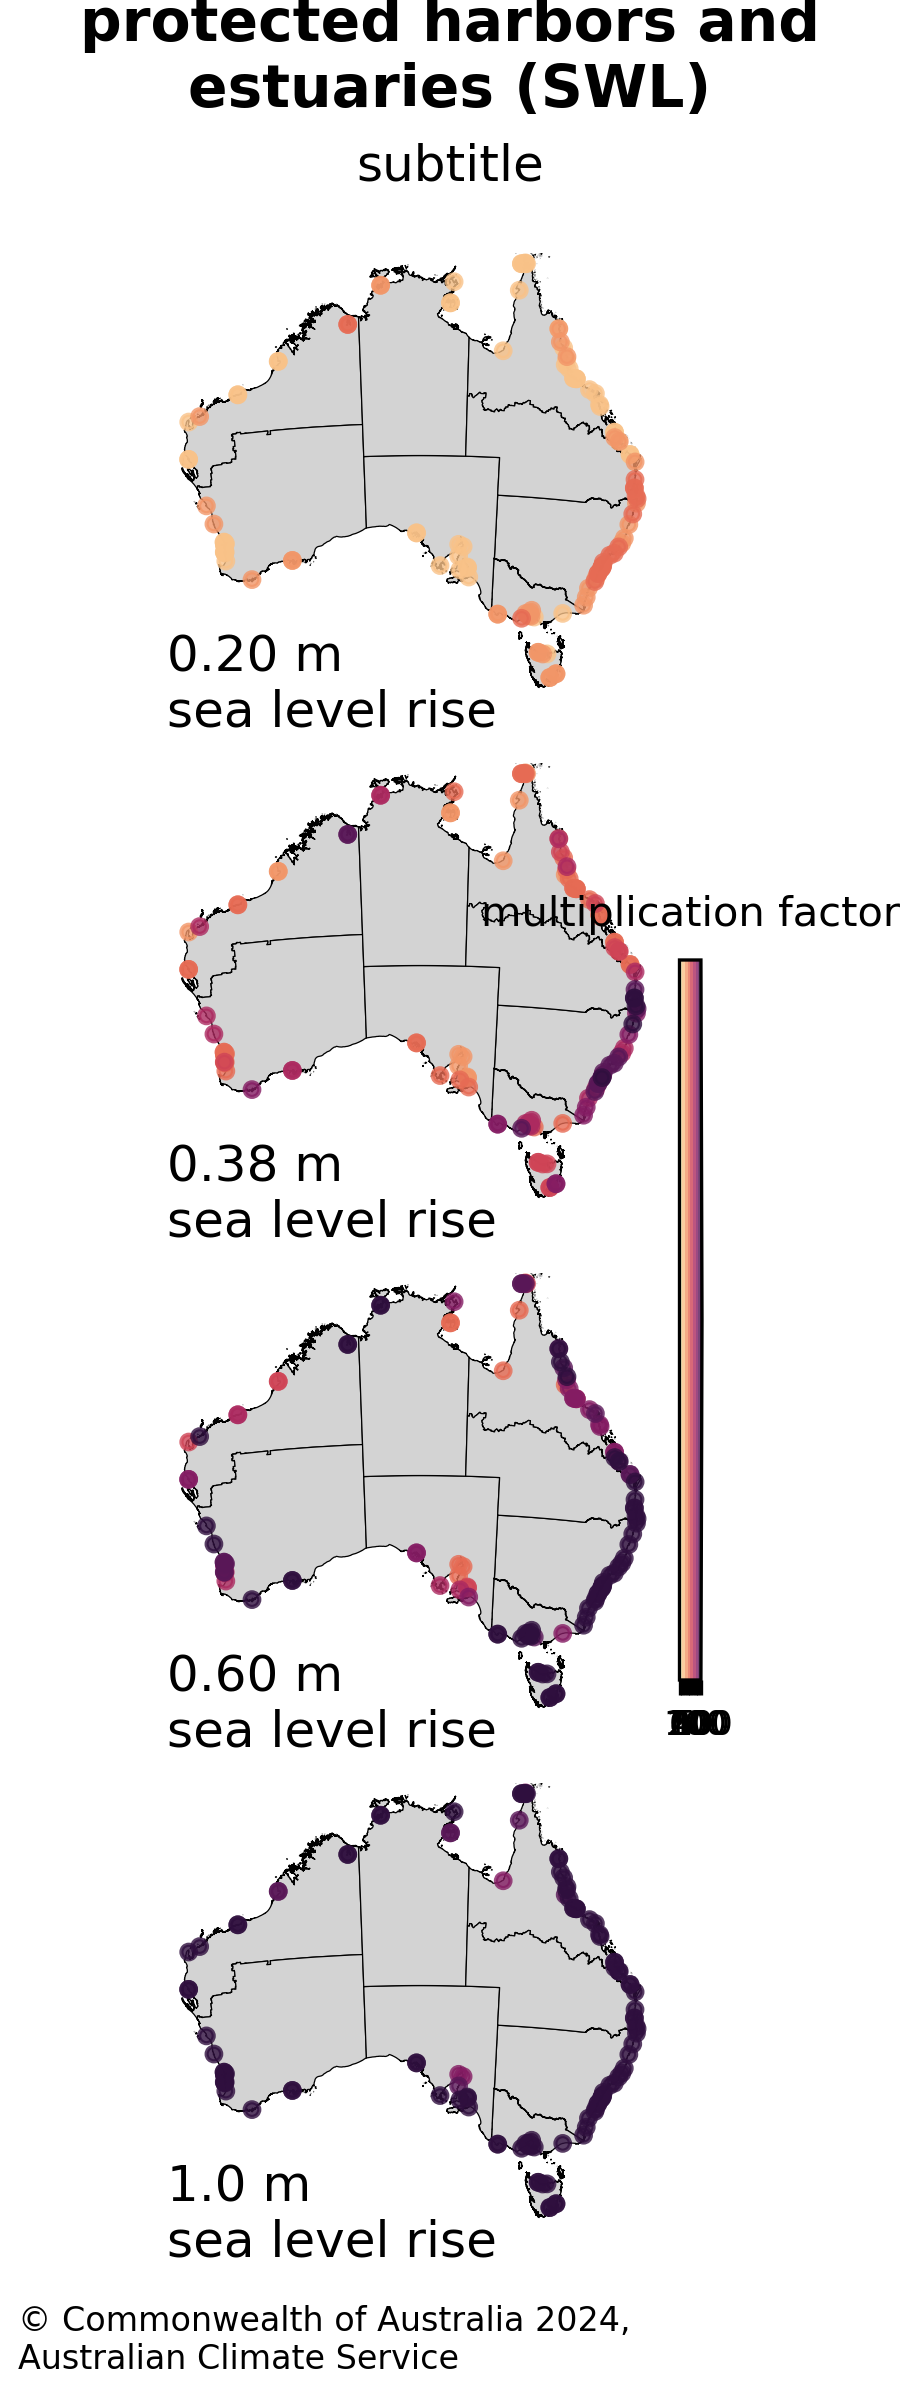 protected harbors and
estuaries (SWL)
subtitle
0.20 m
sea level rise
0.38 m
sea level rise
multiplication factor
0.60 m
sea level rise
1.0 m
sea level rise
© Commonwealth of Australia 2024,
Australian Climate Service